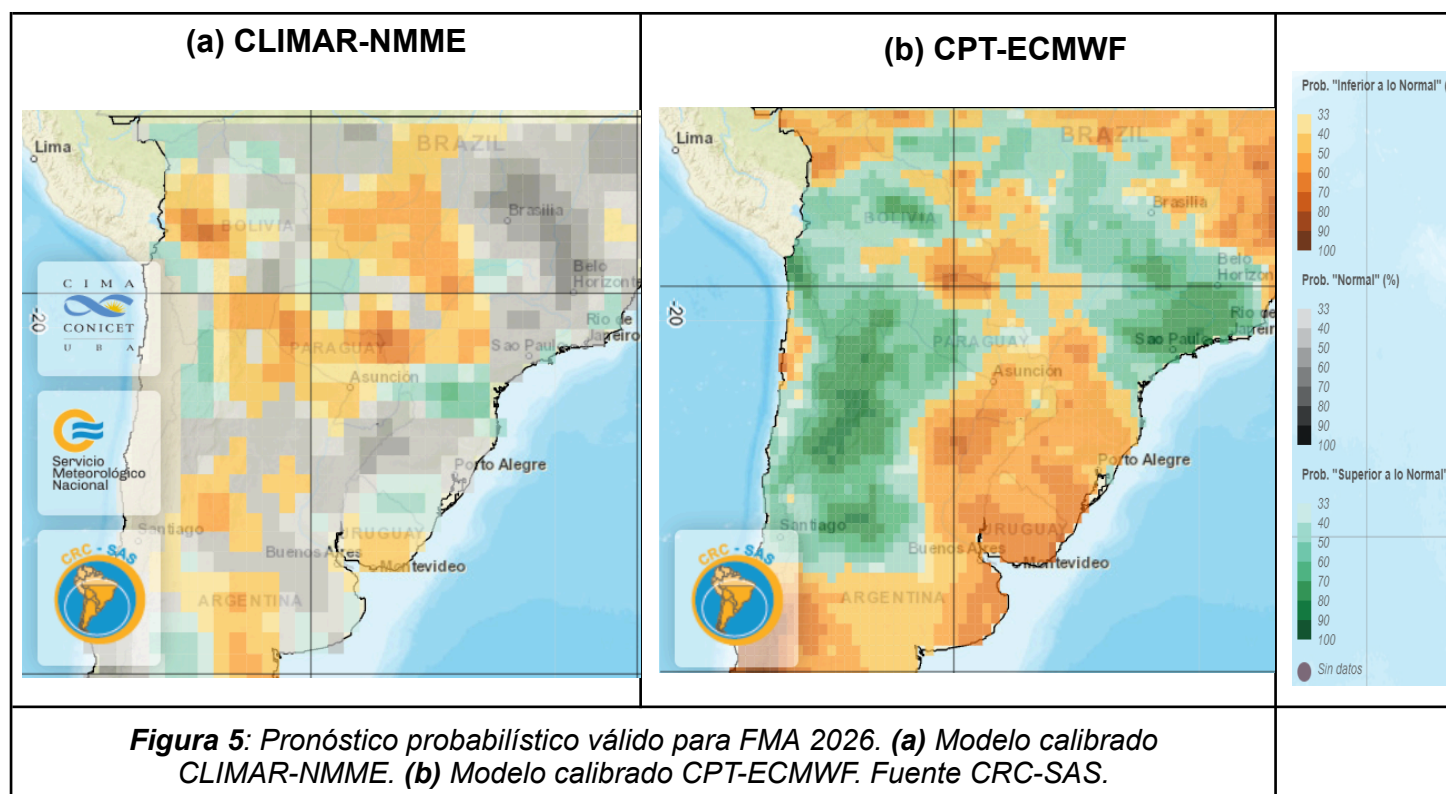 (a) CLIMAR-NMME
(b) CPT-ECMWF
Lima
BRAZIL
BOLIVIA
Brasilia
Belo
Horizonte
-20
PARAGUAY
Rio de
Janeiro
Sao Paulo
Asunción
Porto Alegre
Santiago
URUGUAY
Buenos Aires
Montevideo
ARGENTINA
CIMA
CONICET
UBA
Servicio
Meteorológico
Nacional
CRC - SAS
Lima
BRAZIL
BOLIVIA
Brasilia
Belo
Horizon
-20
PARAGUAY
Rio de
Janeir
Sao Paulo
Asunción
Porto Alegre
Santiago
URUGUAY
Buenos Aires
Montevideo
ARGENTINA
CRC - SAS
Prob. "Inferior a lo Normal" (
33
40
50
60
70
80
90
100
Prob. "Normal" (%)
33
40
50
60
70
80
90
100
Prob. "Superior a lo Normal"
33
40
50
60
70
80
90
100
Sin datos
Figura 5: Pronóstico probabilístico válido para FMA 2026. (a) Modelo calibrado
CLIMAR-NMME. (b) Modelo calibrado CPT-ECMWF. Fuente CRC-SAS.